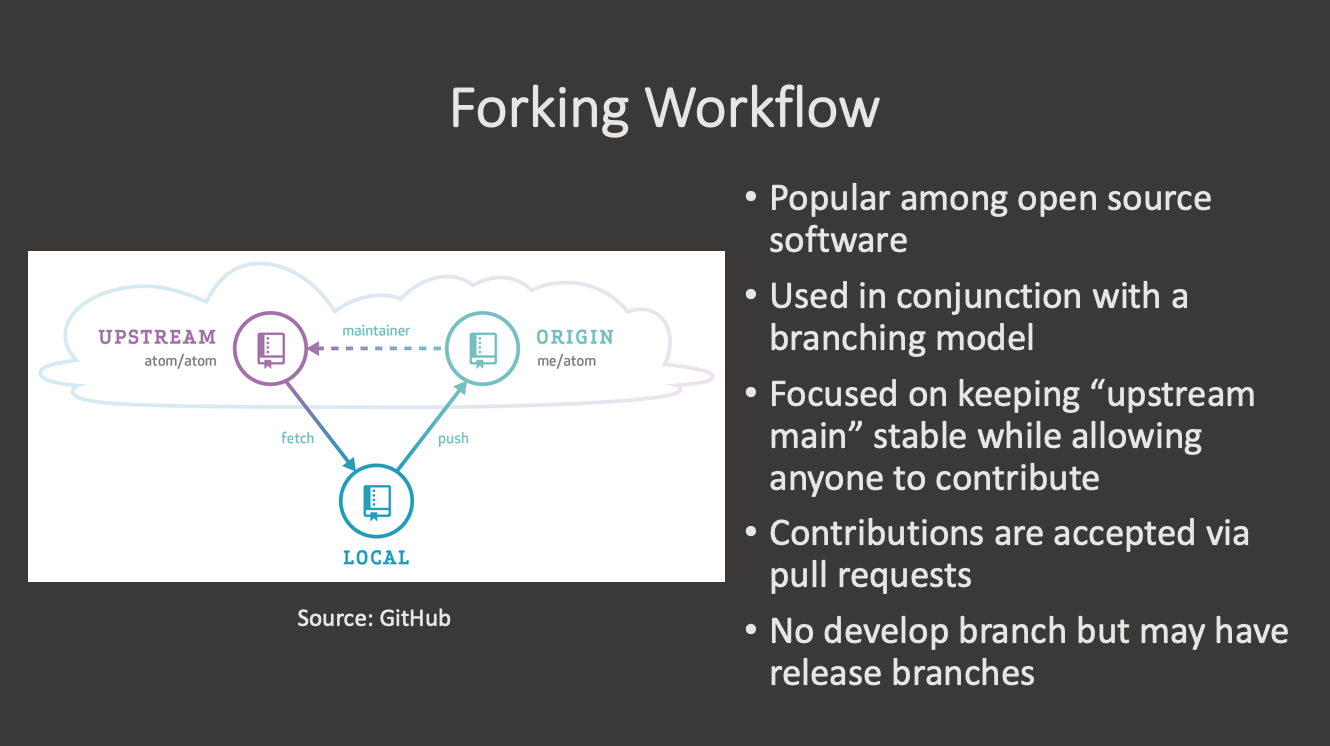 Forking Workflow
UPSTREAM
atom/atom
maintainer
ORIGIN
me/atom
fetch
push
LOCAL
Source: GitHub
• Popular among open source
software
• Used in conjunction with a
branching model
• Focused on keeping “upstream
main” stable while allowing
anyone to contribute
• Contributions are accepted via
pull requests
• No develop branch but may have
release branches